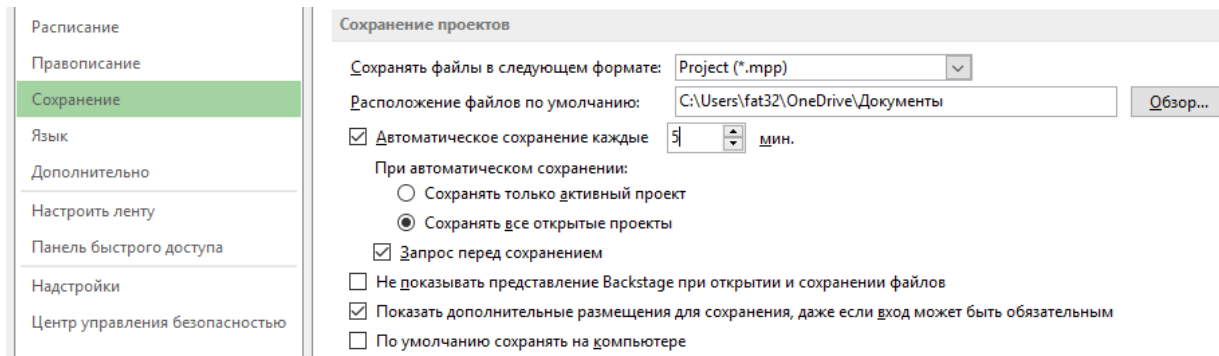 Расписание
Правописание
Сохранение
Язык
Дополнительно
Настроить ленту
Панель быстрого доступа
Надстройки
Центр управления безопасностью
Сохранение проектов
Сохранять файлы в следующем формате: Project (*.mpp)
Расположение файлов по умолчанию: C:\Users\fat32\OneDrive\Документы Обзор...
Автоматическое сохранение каждые 5 мин.
При автоматическом сохранении:
Сохранять только активный проект
Сохранять все открытые проекты
Запрос перед сохранением
Не показывать представление Backstage при открытии и сохранении файлов
Показать дополнительные размещения для сохранения, даже если вход может быть обязательным
По умолчанию сохранять на компьютере